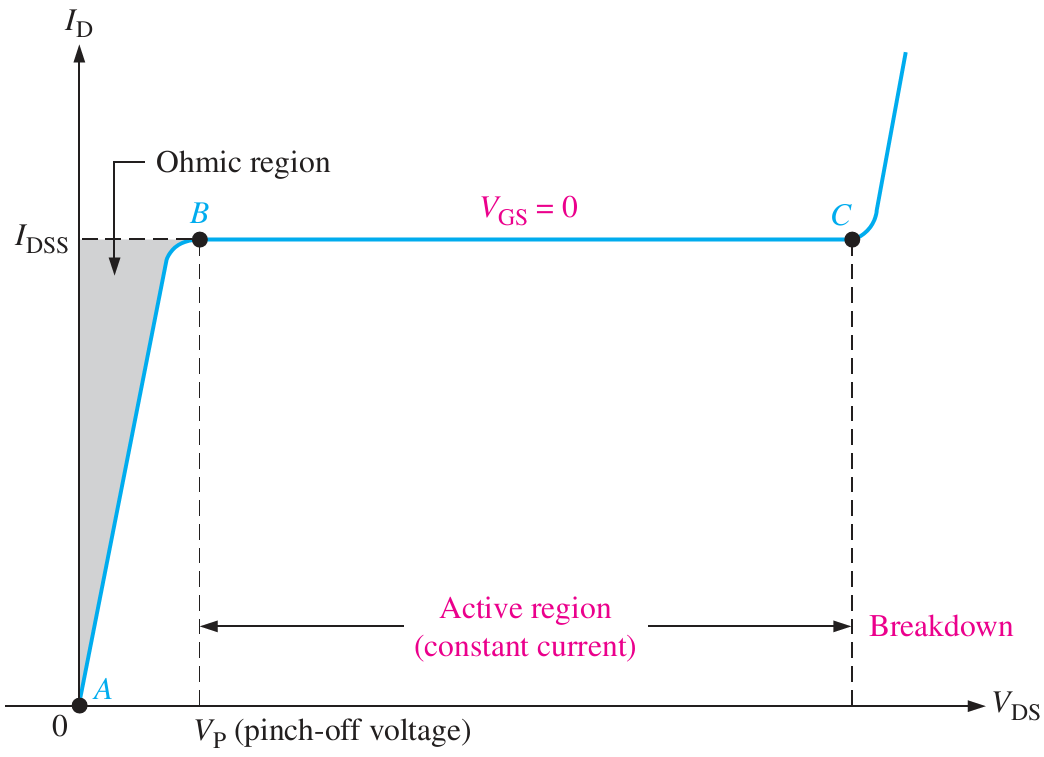 I_D
Ohmic region
B
V_GS = 0
C
I_DSS
Active region
(constant current)
Breakdown
A
0
V_P (pinch-off voltage)
V_DS